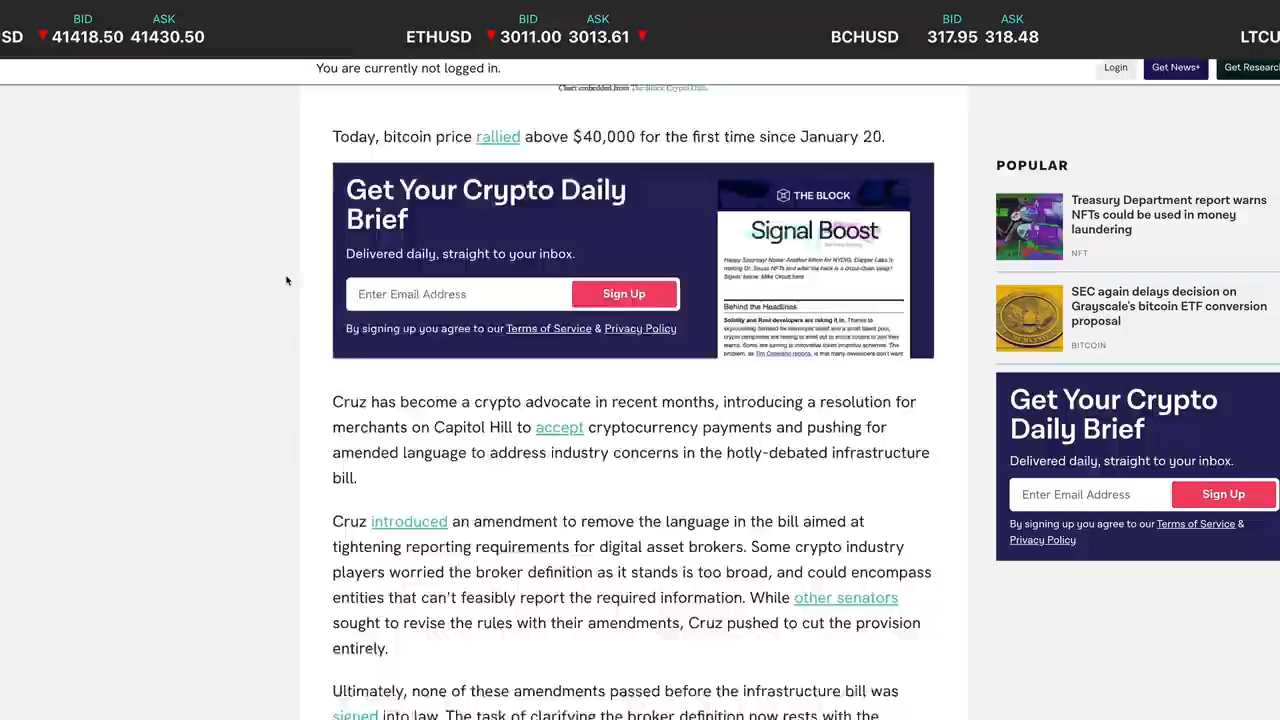 BID ASK BID ASK BID ASK
SD 41418.50 41430.50 ETHUSD 3011.00 3013.61 BCHUSD 317.95 318.48 LTCU
You are currently not logged in.
Login Get News+ Get Research
Chart embedded from The Block Crypto Data.
Today, bitcoin price rallied above $40,000 for the first time since January 20.
Get Your Crypto Daily
Brief
Delivered daily, straight to your inbox.
Enter Email Address Sign Up
By signing up you agree to our Terms of Service & Privacy Policy
THE BLOCK
Signal Boost
Behind the Headlines
Cruz has become a crypto advocate in recent months, introducing a resolution for
merchants on Capitol Hill to accept cryptocurrency payments and pushing for
amended language to address industry concerns in the hotly-debated infrastructure
bill.
Cruz introduced an amendment to remove the language in the bill aimed at
tightening reporting requirements for digital asset brokers. Some crypto industry
players worried the broker definition as it stands is too broad, and could encompass
entities that can't feasibly report the required information. While other senators
sought to revise the rules with their amendments, Cruz pushed to cut the provision
entirely.
Ultimately, none of these amendments passed before the infrastructure bill was
signed into law. The task of clarifying the broker definition now rests with the
POPULAR
Treasury Department report warns
NFTs could be used in money
laundering
NFT
SEC again delays decision on
Grayscale's bitcoin ETF conversion
proposal
BITCOIN
Get Your Crypto
Daily Brief
Delivered daily, straight to your inbox.
Enter Email Address Sign Up
By signing up you agree to our Terms of Service &
Privacy Policy